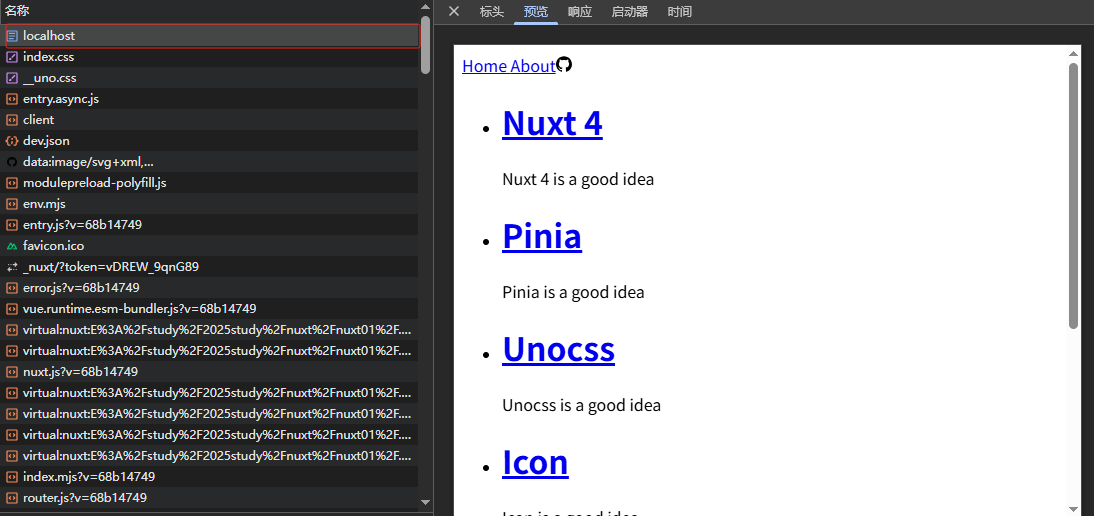 名称
localhost
index.css
__uno.css
entry.async.js
client
dev.json
data:image/svg+xml,...
modulepreload-polyfill.js
env.mjs
entry.js?v=68b14749
favicon.ico
_nuxt/?token=vDREW_9qnG89
error.js?v=68b14749
vue.runtime.esm-bundler.js?v=68b14749
virtual:nuxt:E%3A%2Fstudy%2F2025study%2Fnuxt%2Fnuxt01%2F....
virtual:nuxt:E%3A%2Fstudy%2F2025study%2Fnuxt%2Fnuxt01%2F....
nuxt.js?v=68b14749
virtual:nuxt:E%3A%2Fstudy%2F2025study%2Fnuxt%2Fnuxt01%2F....
virtual:nuxt:E%3A%2Fstudy%2F2025study%2Fnuxt%2Fnuxt01%2F....
virtual:nuxt:E%3A%2Fstudy%2F2025study%2Fnuxt%2Fnuxt01%2F....
virtual:nuxt:E%3A%2Fstudy%2F2025study%2Fnuxt%2Fnuxt01%2F....
index.mjs?v=68b14749
router.js?v=68b14749
标头 预览 响应 启动器 时间
Home About
Nuxt 4
Nuxt 4 is a good idea
Pinia
Pinia is a good idea
Unocss
Unocss is a good idea
Icon
Icon is a good idea